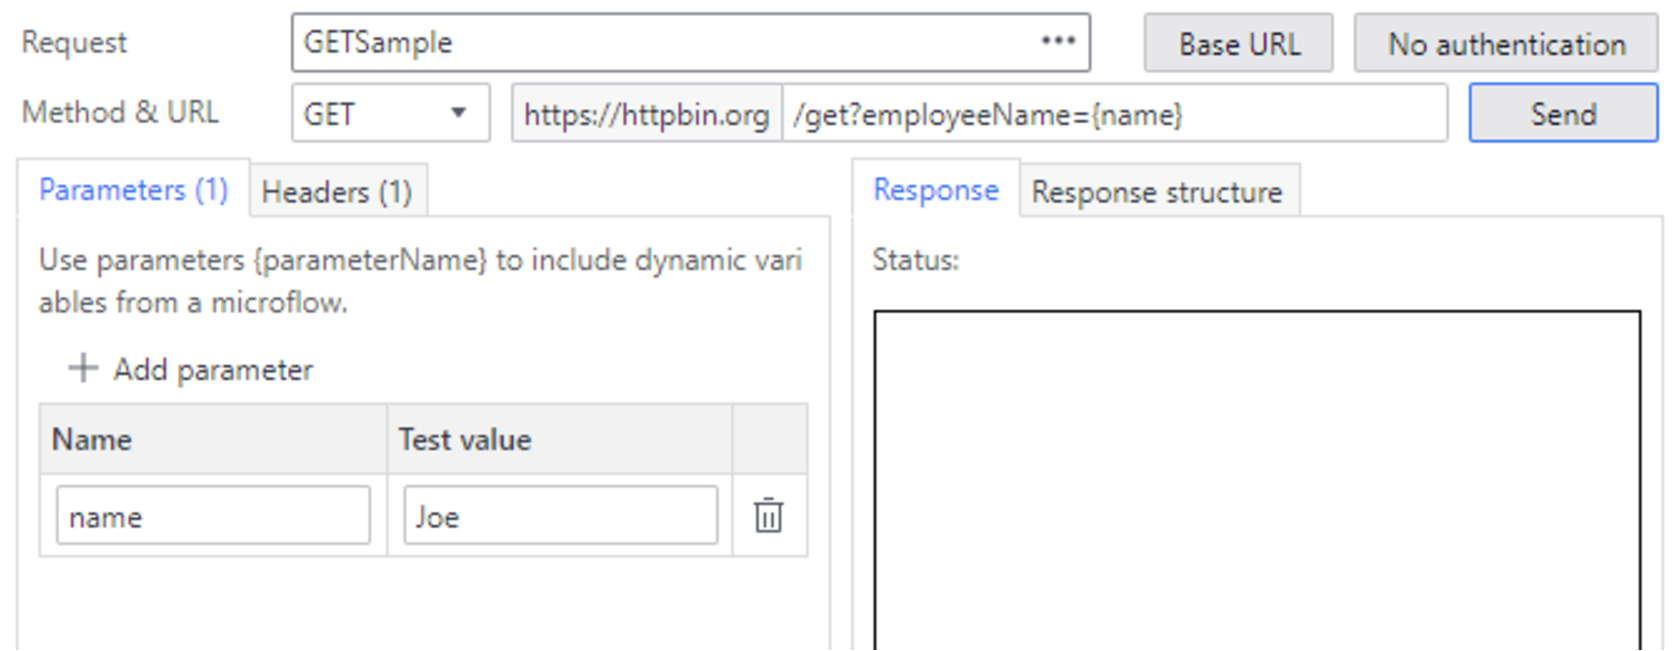 Request GETSample ••• Base URL No authentication
Method & URL GET https://httpbin.org /get?employeeName={name} Send
Parameters (1) Headers (1)
Use parameters {parameterName} to include dynamic vari
ables from a microflow.
+ Add parameter
Name Test value
name Joe
Response Response structure
Status: